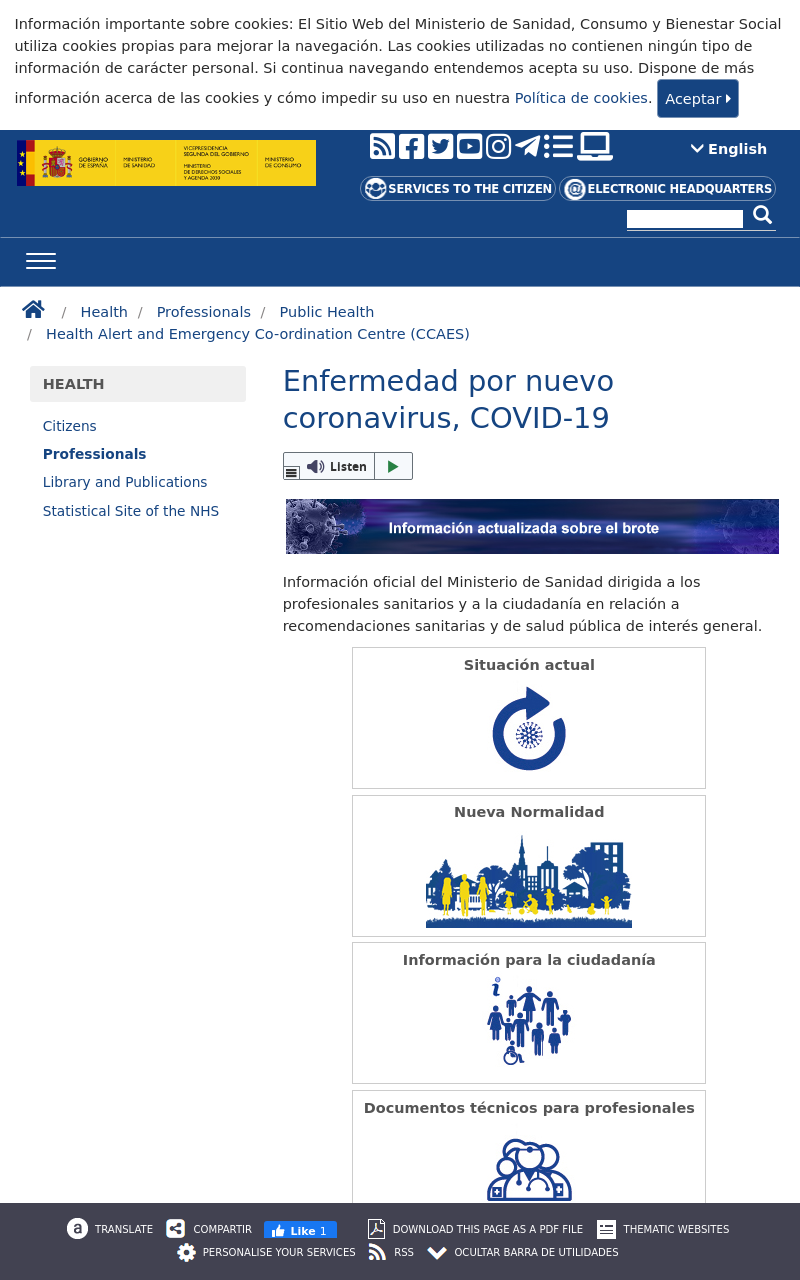 Información importante sobre cookies: El Sitio Web del Ministerio de Sanidad, Consumo y Bienestar Social
utiliza cookies propias para mejorar la navegación. Las cookies utilizadas no contienen ningún tipo de
información de carácter personal. Si continua navegando entendemos acepta su uso. Dispone de más
información acerca de las cookies y cómo impedir su uso en nuestra Política de cookies. Aceptar
GOBIERNO
DE ESPAÑA
MINISTERIO
DE SANIDAD
VICEPRESIDENCIA
SEGUNDA DEL GOBIERNO
MINISTERIO
DE DERECHOS SOCIALES
Y AGENDA 2030
MINISTERIO
DE CONSUMO
English
SERVICES TO THE CITIZEN
ELECTRONIC HEADQUARTERS
/ Health / Professionals / Public Health
/ Health Alert and Emergency Co-ordination Centre (CCAES)
HEALTH
Citizens
Professionals
Library and Publications
Statistical Site of the NHS
Enfermedad por nuevo
coronavirus, COVID-19
Listen
Información actualizada sobre el brote
Información oficial del Ministerio de Sanidad dirigida a los
profesionales sanitarios y a la ciudadanía en relación a
recomendaciones sanitarias y de salud pública de interés general.
Situación actual
Nueva Normalidad
Información para la ciudadanía
Documentos técnicos para profesionales
TRANSLATE COMPARTIR Like 1 DOWNLOAD THIS PAGE AS A PDF FILE THEMATIC WEBSITES
PERSONALISE YOUR SERVICES RSS OCULTAR BARRA DE UTILIDADES